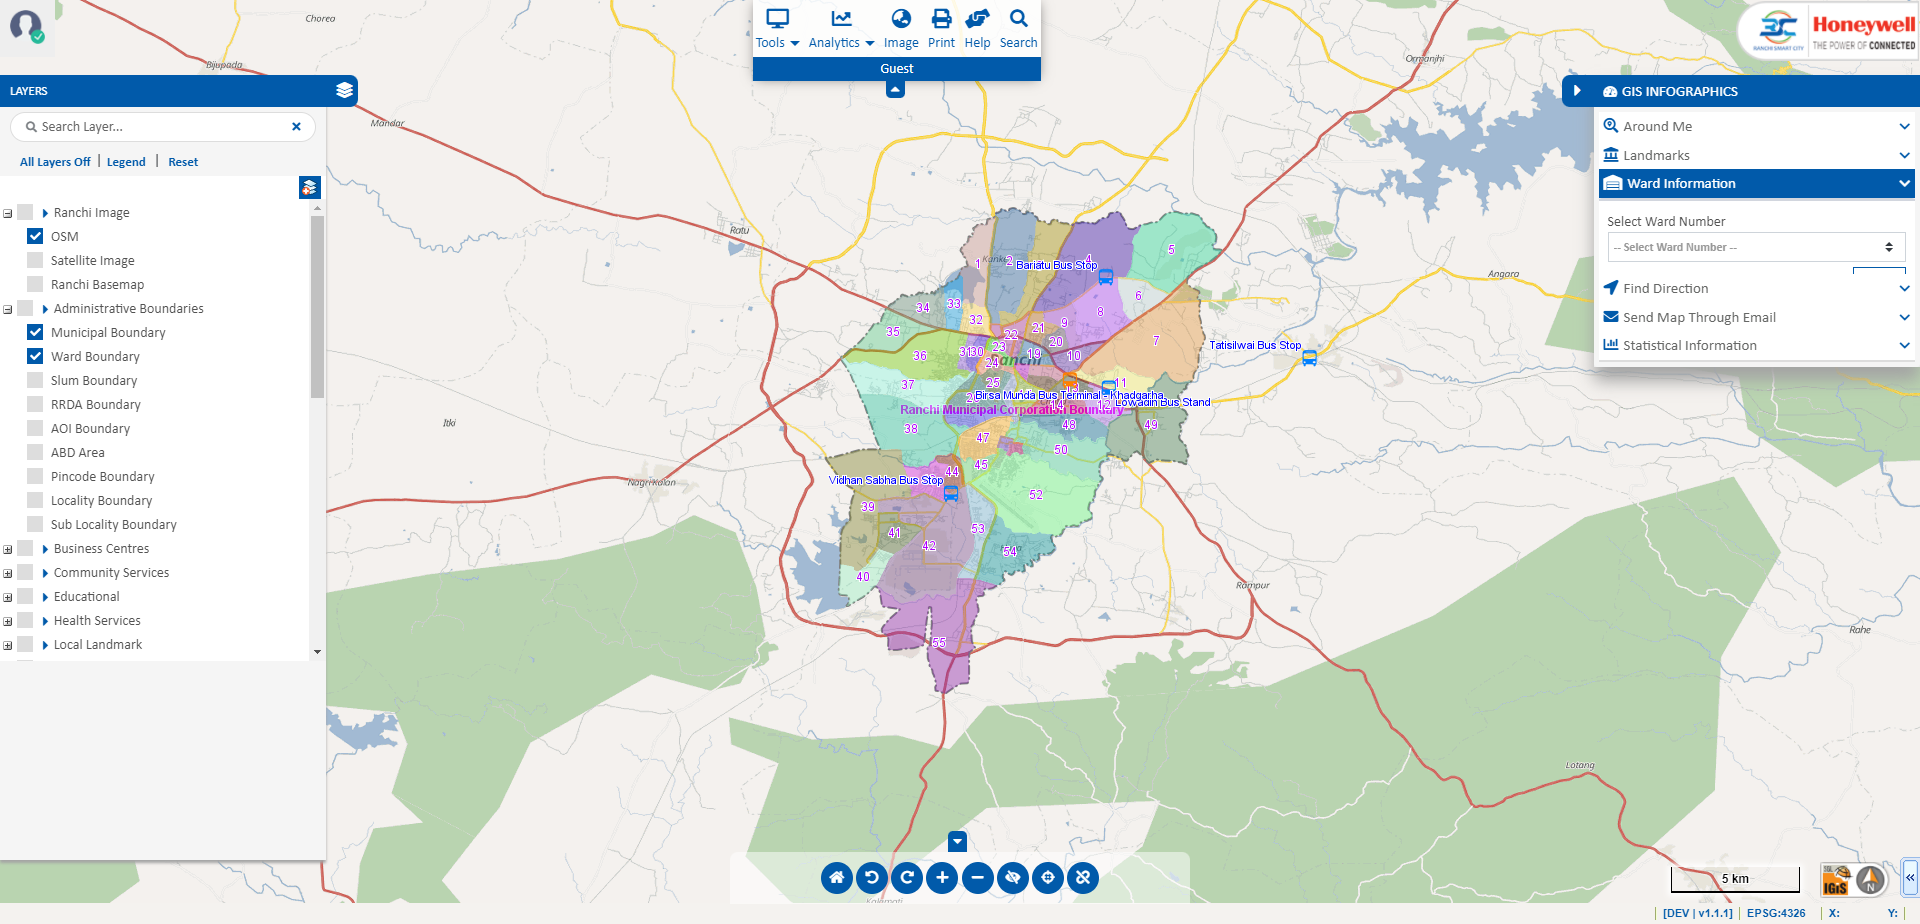 Tools
Analytics
Image
Print
Help
Search
Guest
RANCHI SMART CITY
Honeywell
THE POWER OF CONNECTED
LAYERS
Search Layer...
All Layers Off
Legend
Reset
Ranchi Image
OSM
Satellite Image
Ranchi Basemap
Administrative Boundaries
Municipal Boundary
Ward Boundary
Slum Boundary
RRDA Boundary
AOI Boundary
ABD Area
Pincode Boundary
Locality Boundary
Sub Locality Boundary
Business Centres
Community Services
Educational
Health Services
Local Landmark
GIS INFOGRAPHICS
Around Me
Landmarks
Ward Information
Select Ward Number
-- Select Ward Number --
Find Direction
Send Map Through Email
Statistical Information
Chorea
Bijupada
Mandar
Ratu
Itki
Nagri Kalan
Ormanjhi
Angara
Rampur
Rahe
Lotang
Kalamati
1
2
Bariatu Bus Stop
4
5
6
7
8
9
10
11
34
33
32
35
36
22
21
20
23
31
30
19
24
Ranchi
25
37
38
Tatisilwai Bus Stop
Birsa Munda Bus Terminal - Khadgarha
Lowadih Bus Stand
Ranchi Municipal Corporation Boundary
14
12
47
48
49
50
45
44
Vidhan Sabha Bus Stop
52
39
41
42
53
54
40
55
5 km
IGiS
N
[DEV | v1.1.1]
EPSG:4326
X:
Y: